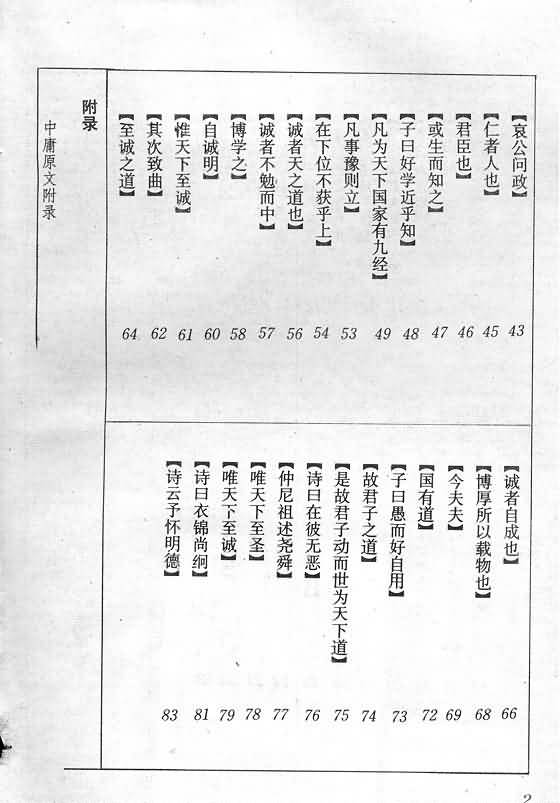 【哀公问政】 43
【仁者人也】 45
【君臣也】 46
【或生而知之】 47
【子曰好学近乎知】 48
【凡为天下国家有九经】 49
【凡事豫则立】 53
【在下位不获乎上】 54
【诚者天之道也】 56
【诚者不勉而中】 57
【博学之】 58
【自诚明】 60
【惟天下至诚】 61
【其次致曲】 62
【至诚之道】 64
【诚者自成也】 66
【博厚所以载物也】 68
【今夫夫】 69
【国有道】 72
【子曰愚而好自用】 73
【故君子之道】 74
【是故君子动而世为天下道】 75
【诗曰在彼无恶】 76
【仲尼祖述尧舜】 77
【唯天下至圣】 78
【唯天下至诚】 79
【诗曰衣锦尚䌹】 81
【诗云予怀明德】 83
附录
中庸原文附录
2